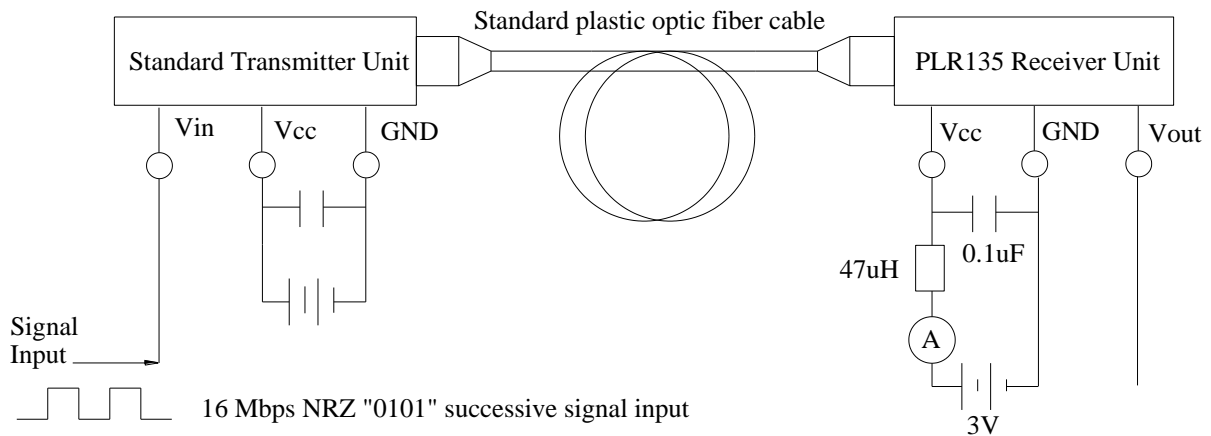 Standard plastic optic fiber cable
Standard Transmitter Unit
PLR135 Receiver Unit
Vin
Vcc
GND
Vcc
GND
Vout
0.1uF
47uH
A
Signal
Input
3V
16 Mbps NRZ "0101" successive signal input